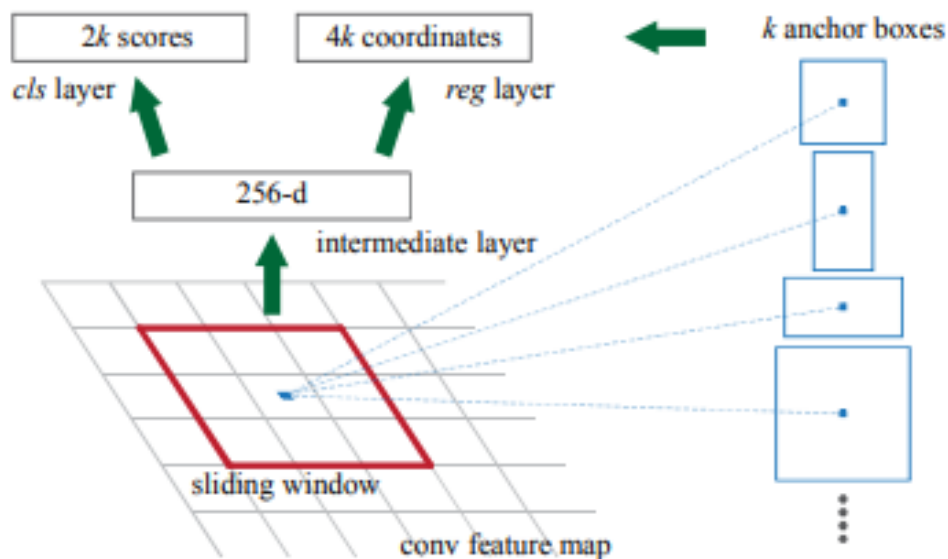 2k scores
4k coordinates
k anchor boxes
cls layer
reg layer
256-d
intermediate layer
sliding window
conv feature map